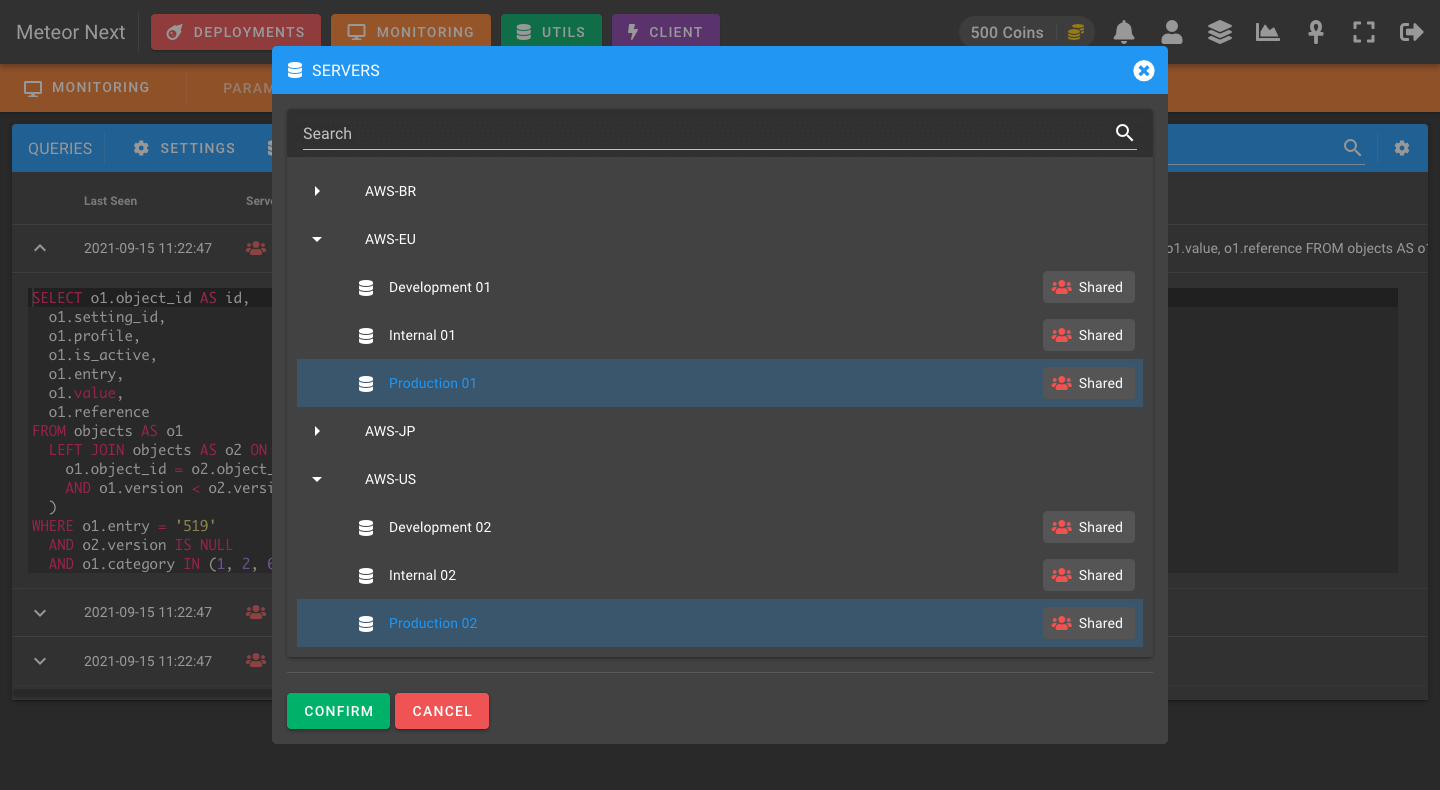 Meteor Next
DEPLOYMENTS
MONITORING
UTILS
CLIENT
500 Coins
MONITORING
SERVERS
QUERIES
SETTINGS
Search
Last Seen
2021-09-15 11:22:47
o1.value, o1.reference FROM objects AS o1
SELECT o1.object_id AS id,
o1.setting_id,
o1.profile,
o1.is_active,
o1.entry,
o1.value,
o1.reference
FROM objects AS o1
LEFT JOIN objects AS o2 ON
o1.object_id = o2.object_
AND o1.version < o2.versi
)
WHERE o1.entry = '519'
AND o2.version IS NULL
AND o1.category IN (1, 2,
2021-09-15 11:22:47
2021-09-15 11:22:47
AWS-BR
AWS-EU
Development 01 Shared
Internal 01 Shared
Production 01 Shared
AWS-JP
AWS-US
Development 02 Shared
Internal 02 Shared
Production 02 Shared
CONFIRM
CANCEL